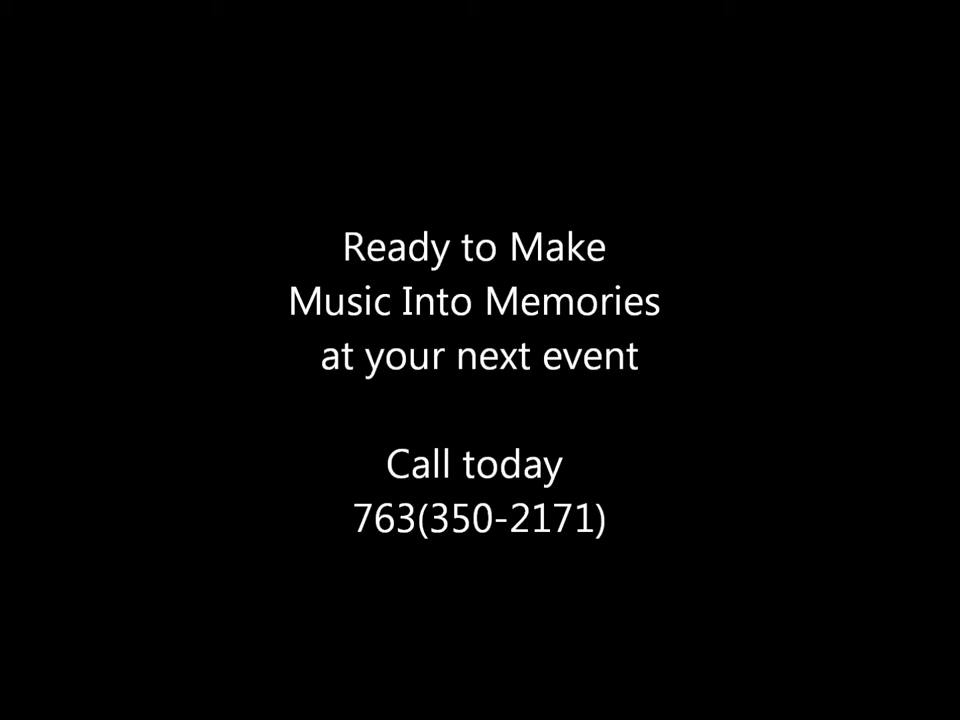 Ready to Make
Music Into Memories
at your next event
Call today
763(350-2171)